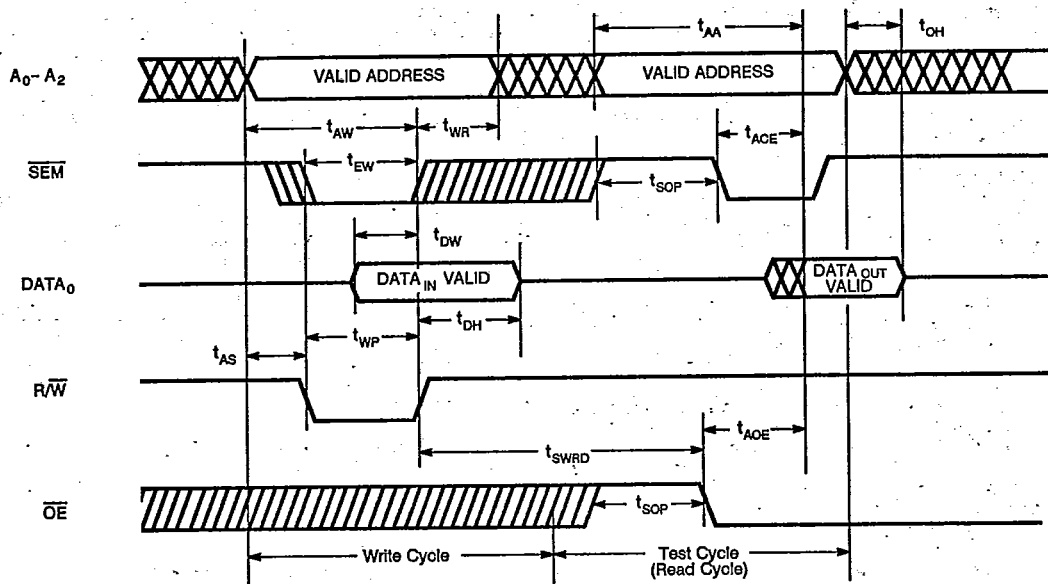 tAA
tOH
A0 - A2
VALID ADDRESS
VALID ADDRESS
tAW
tWR
tACE
SEM
tEW
tSOP
tDW
DATA0
DATAIN VALID
DATAOUT
VALID
tWP
tDH
tAS
R/W
tAOE
tSWRD
OE
tSOP
Write Cycle
Test Cycle
(Read Cycle)